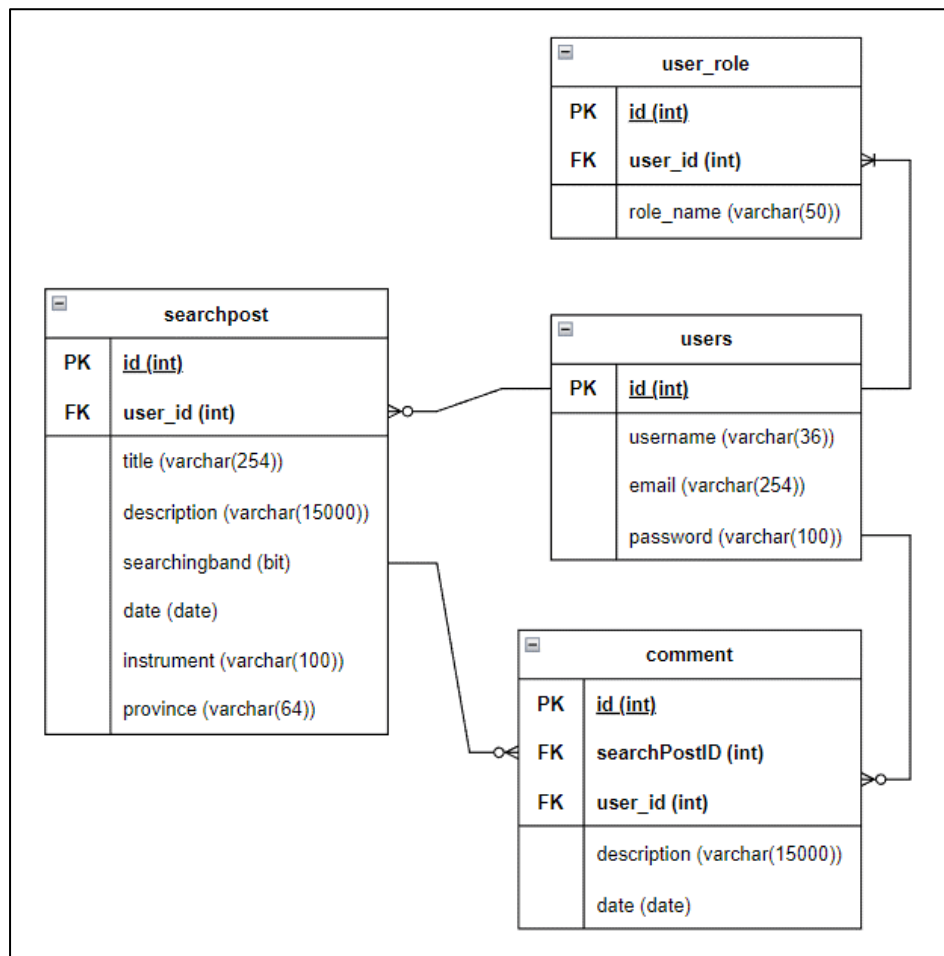 user_role
PK id (int)
FK user_id (int)
role_name (varchar(50))
searchpost
PK id (int)
FK user_id (int)
title (varchar(254))
description (varchar(15000))
searchingband (bit)
date (date)
instrument (varchar(100))
province (varchar(64))
users
PK id (int)
username (varchar(36))
email (varchar(254))
password (varchar(100))
comment
PK id (int)
FK searchPostID (int)
FK user_id (int)
description (varchar(15000))
date (date)